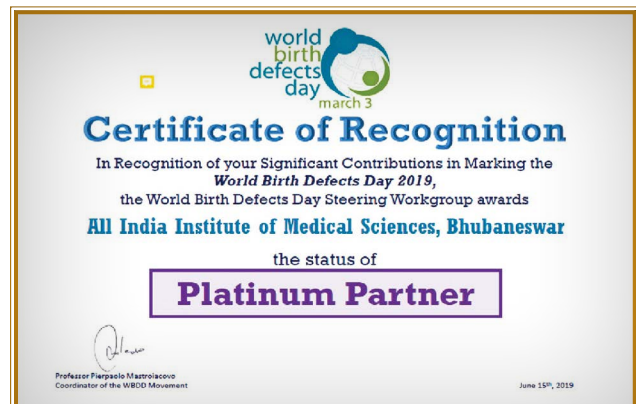 world
birth
defects
day
march 3
Certificate of Recognition
In Recognition of your Significant Contributions in Marking the
World Birth Defects Day 2019,
the World Birth Defects Day Steering Workgroup awards
All India Institute of Medical Sciences, Bhubaneswar
the status of
Platinum Partner
Professor Pierpaolo Mastroiacovo
Coordinator of the WBDD Movement
June 15th, 2019